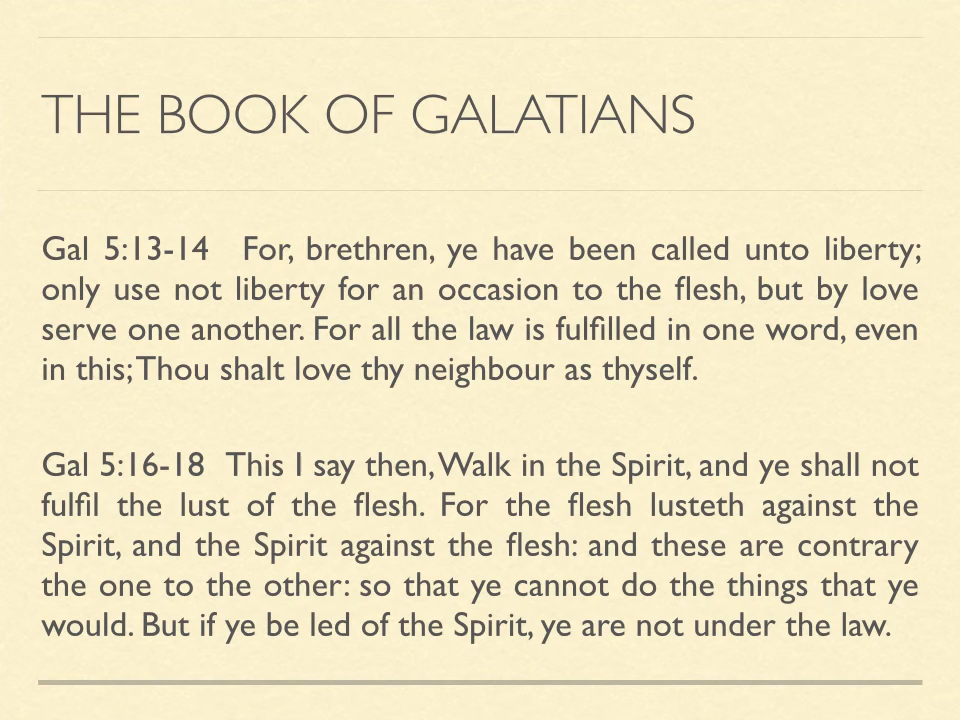 THE BOOK OF GALATIANS
Gal 5:13-14 For, brethren, ye have been called unto liberty;
only use not liberty for an occasion to the flesh, but by love
serve one another. For all the law is fulfilled in one word, even
in this; Thou shalt love thy neighbour as thyself.
Gal 5:16-18 This I say then, Walk in the Spirit, and ye shall not
fulfil the lust of the flesh. For the flesh lusteth against the
Spirit, and the Spirit against the flesh: and these are contrary
the one to the other: so that ye cannot do the things that ye
would. But if ye be led of the Spirit, ye are not under the law.